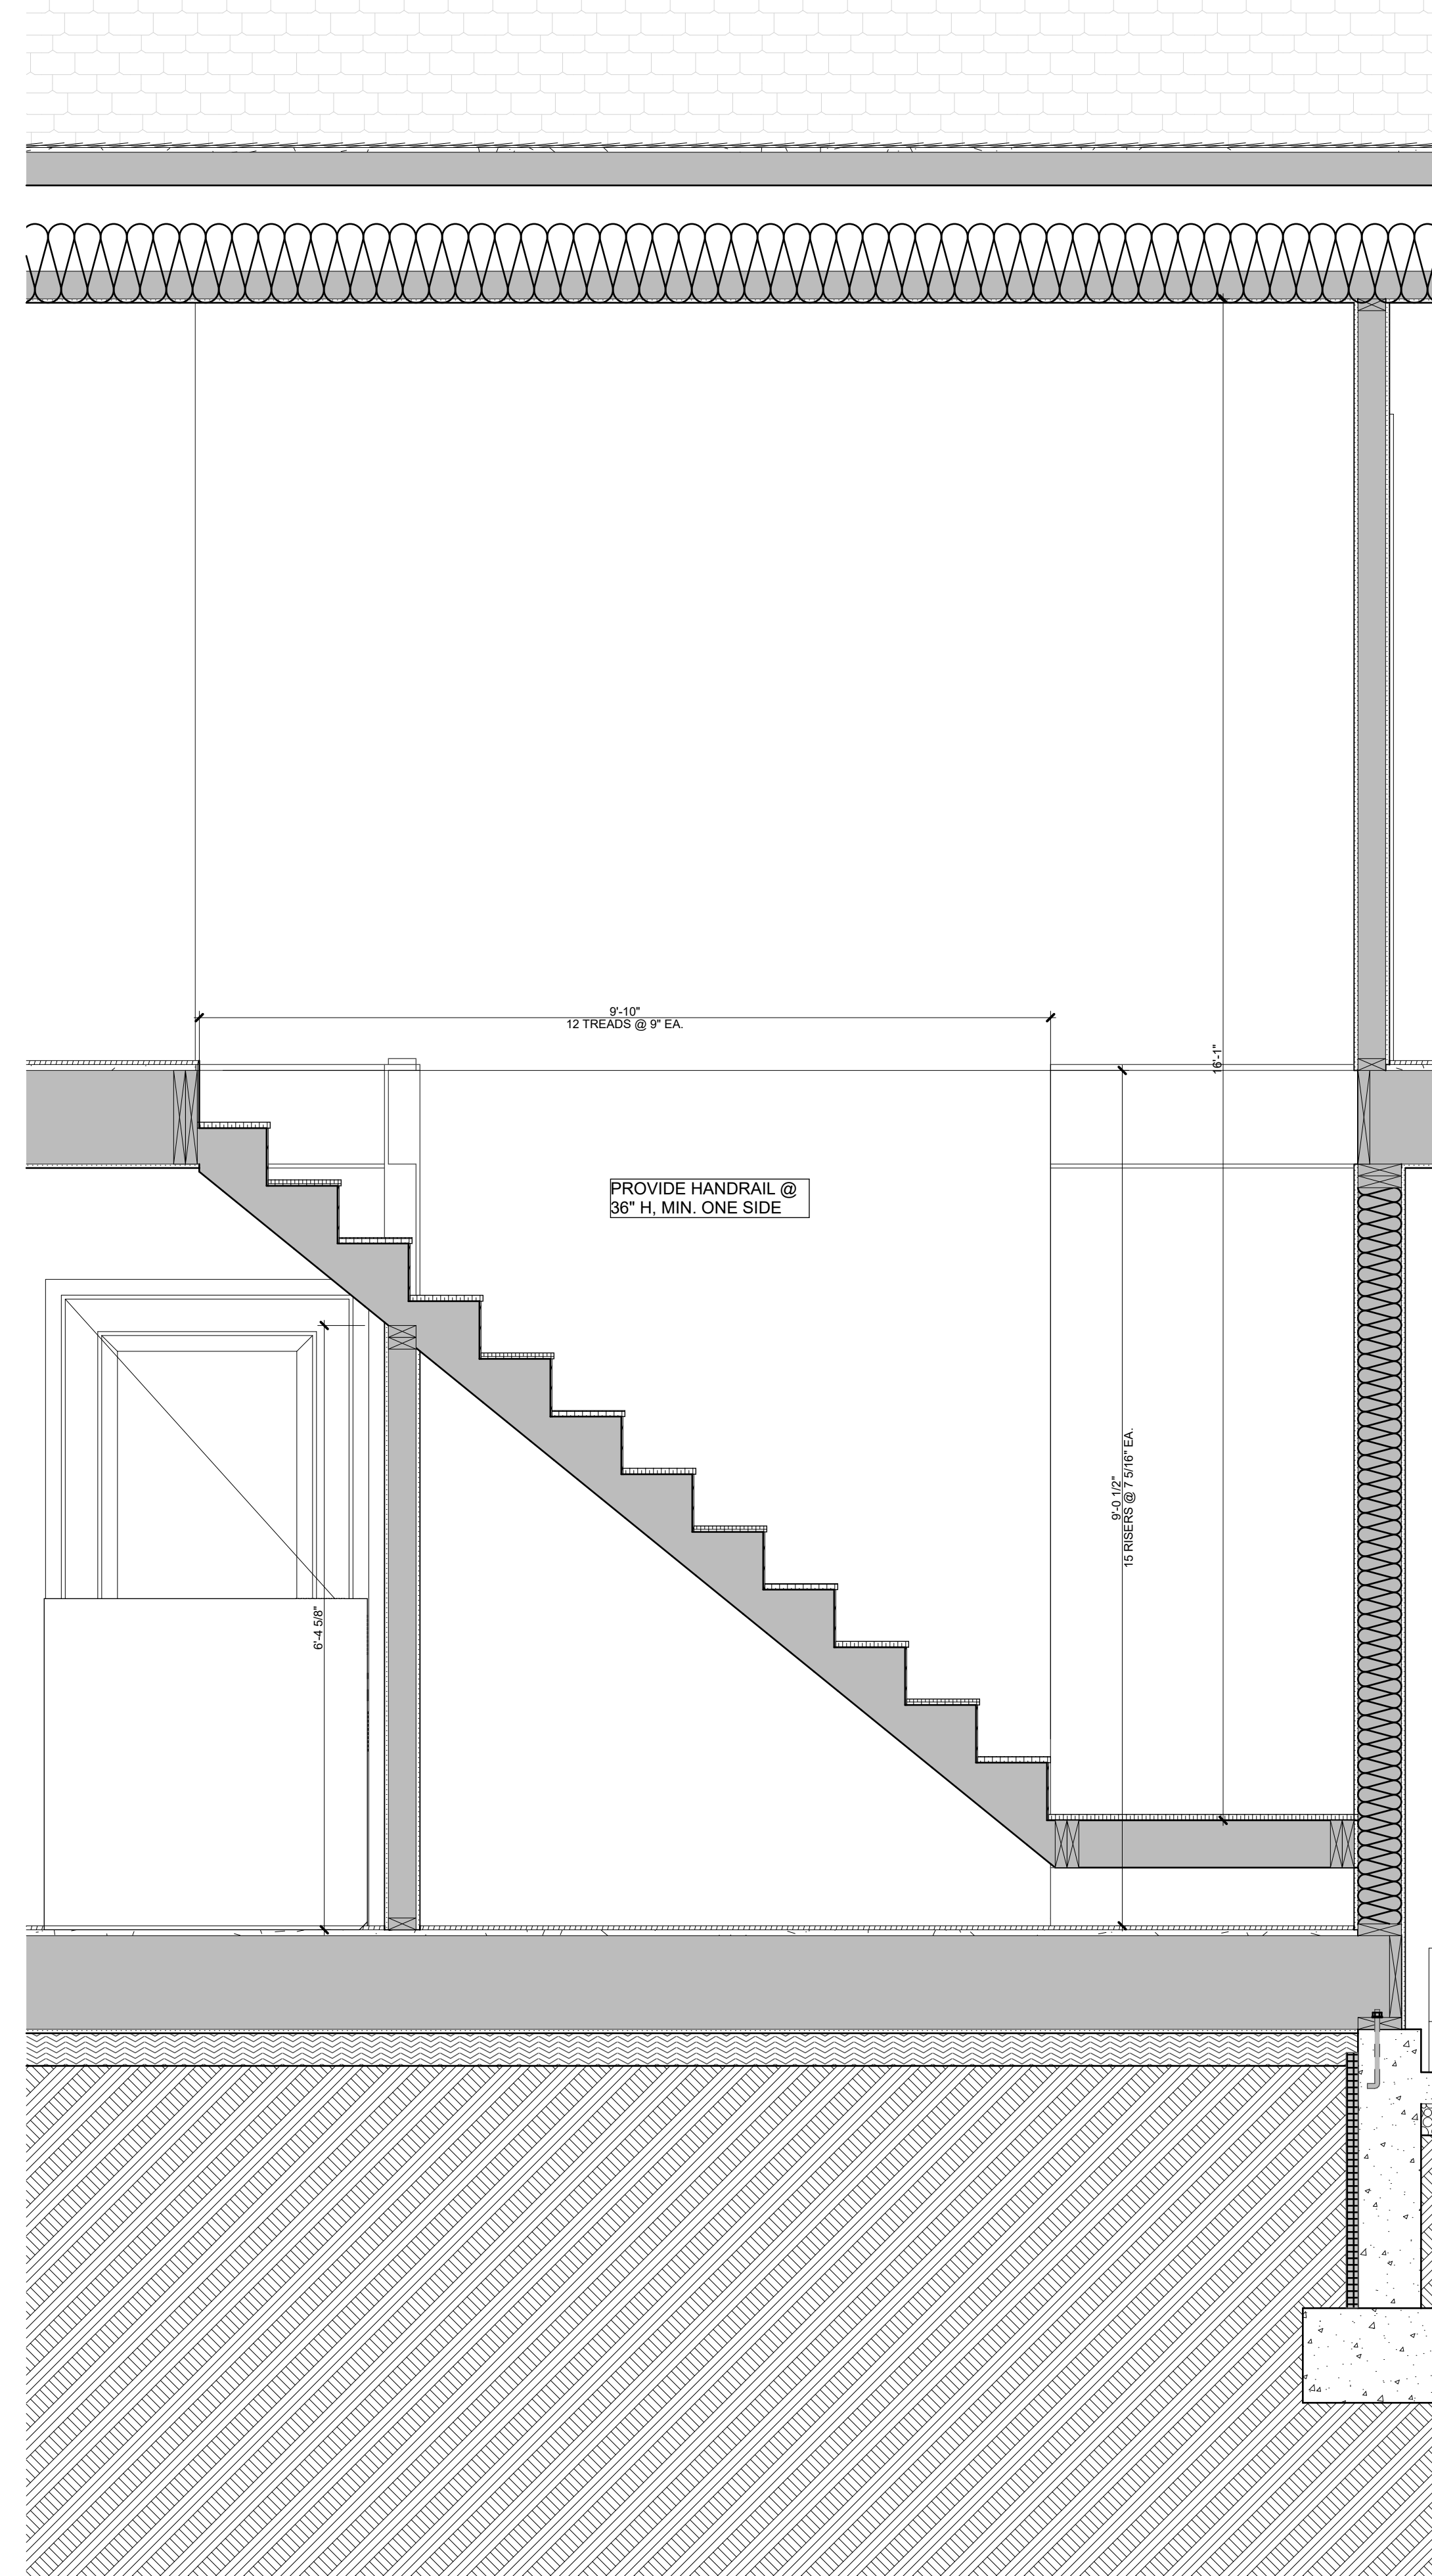 9'-10"
12 TREADS @ 9" EA.
16'-1"
PROVIDE HANDRAIL @
36" H, MIN. ONE SIDE
9'-0 1/2"
15 RISERS @ 7 5/16" EA.
6'-4 5/8"